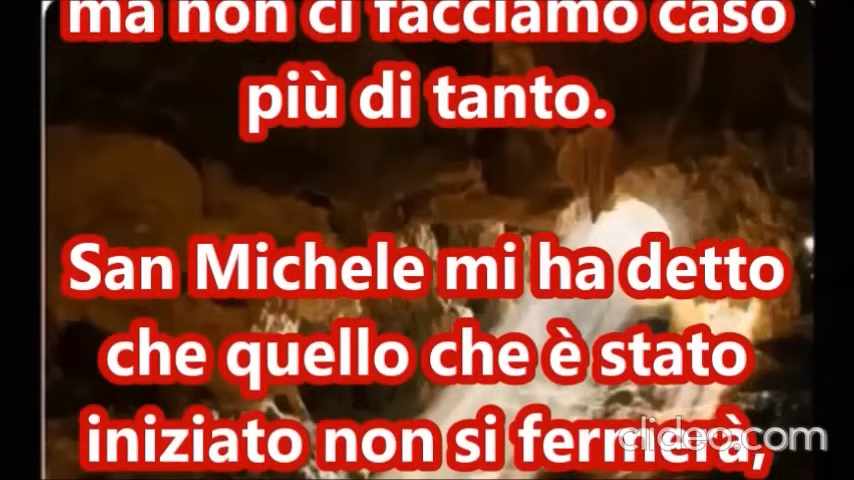 ma non ci facciamo caso
più di tanto.
San Michele mi ha detto
che quello che è stato
iniziato non si fermerà,
clideo.com